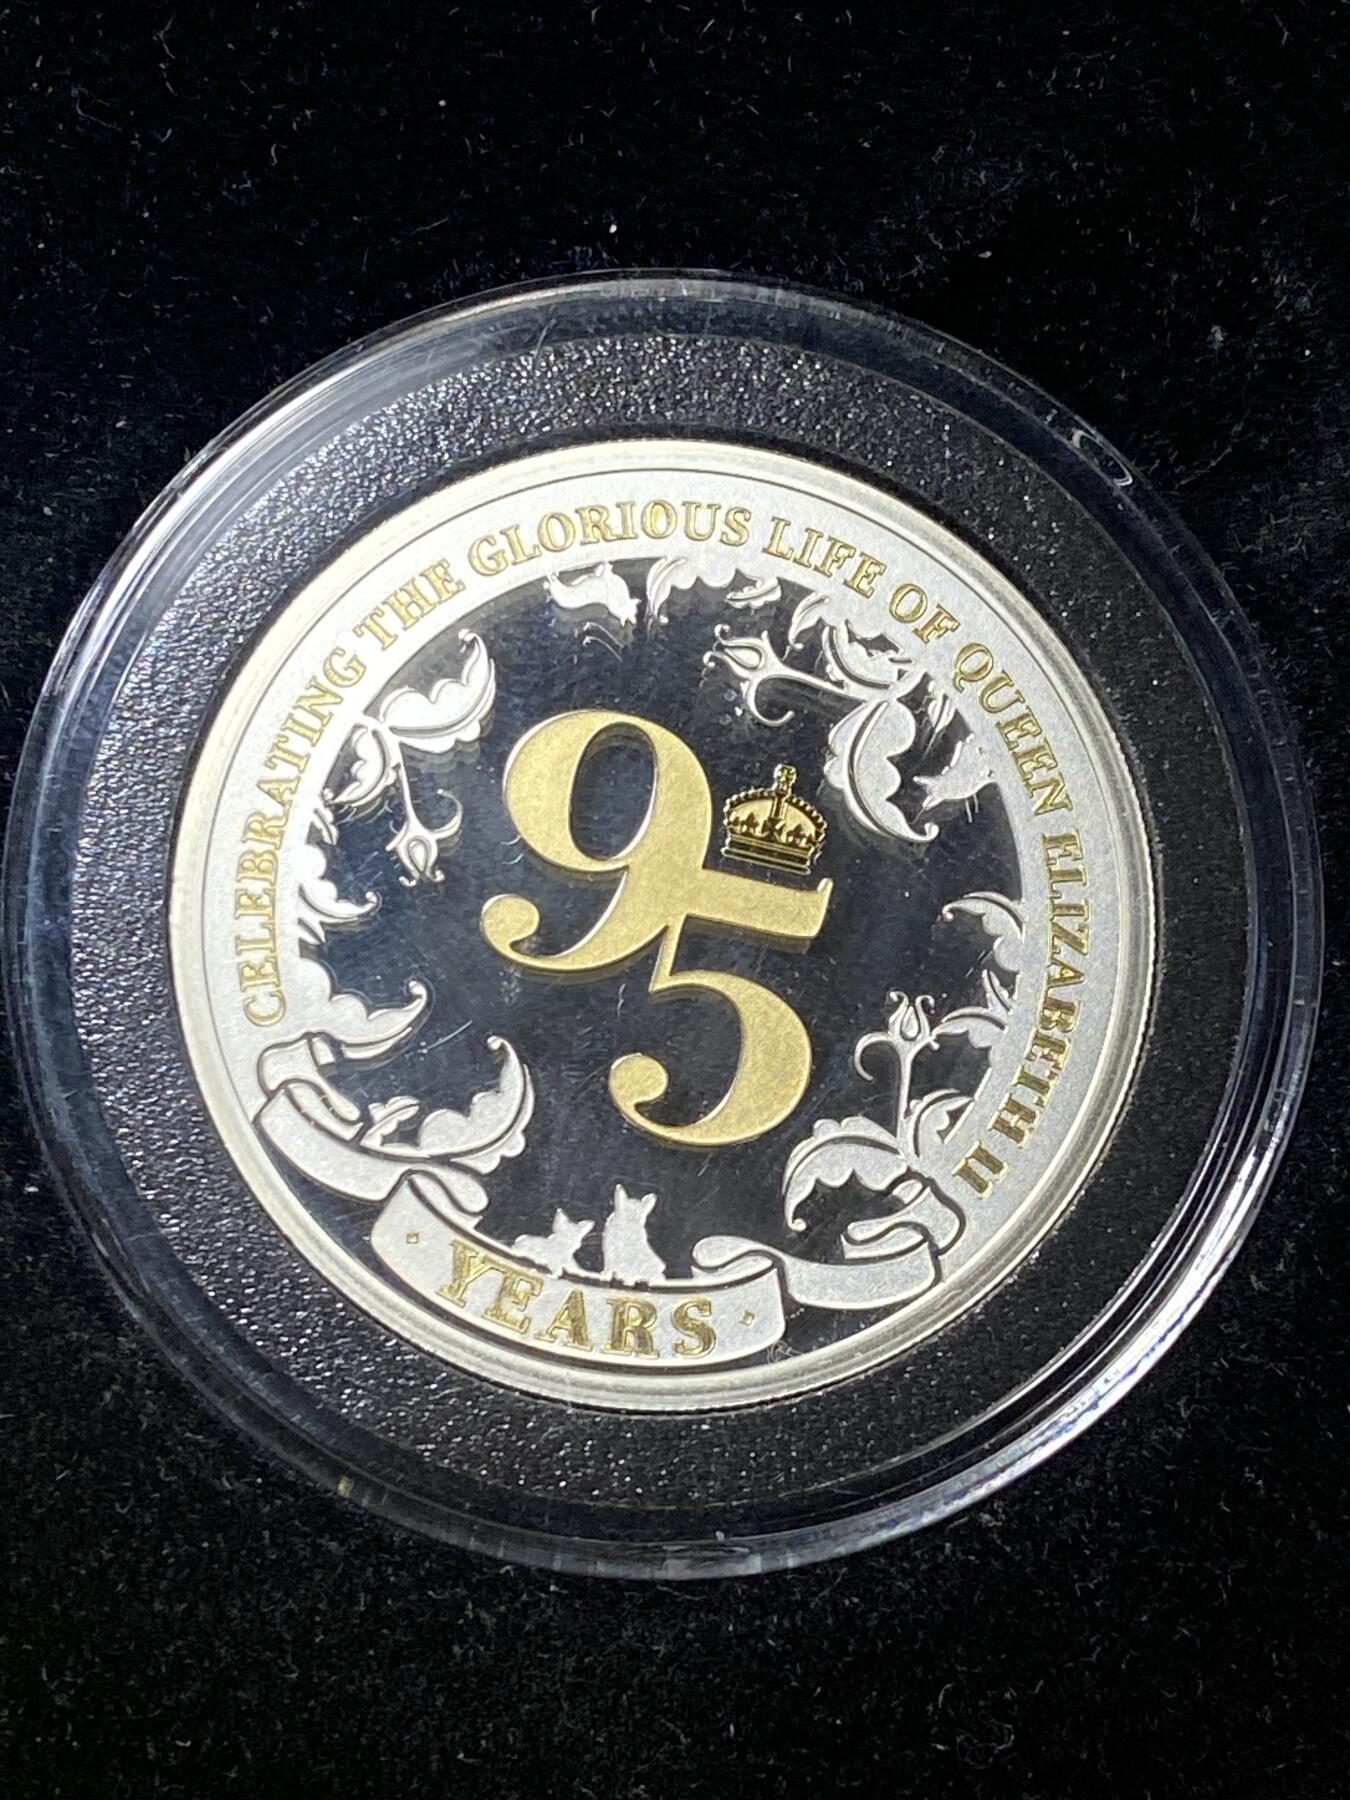 CELEBRATING THE GLORIOUS LIFE OF QUEEN ELIZABETH II
95
· YEARS ·